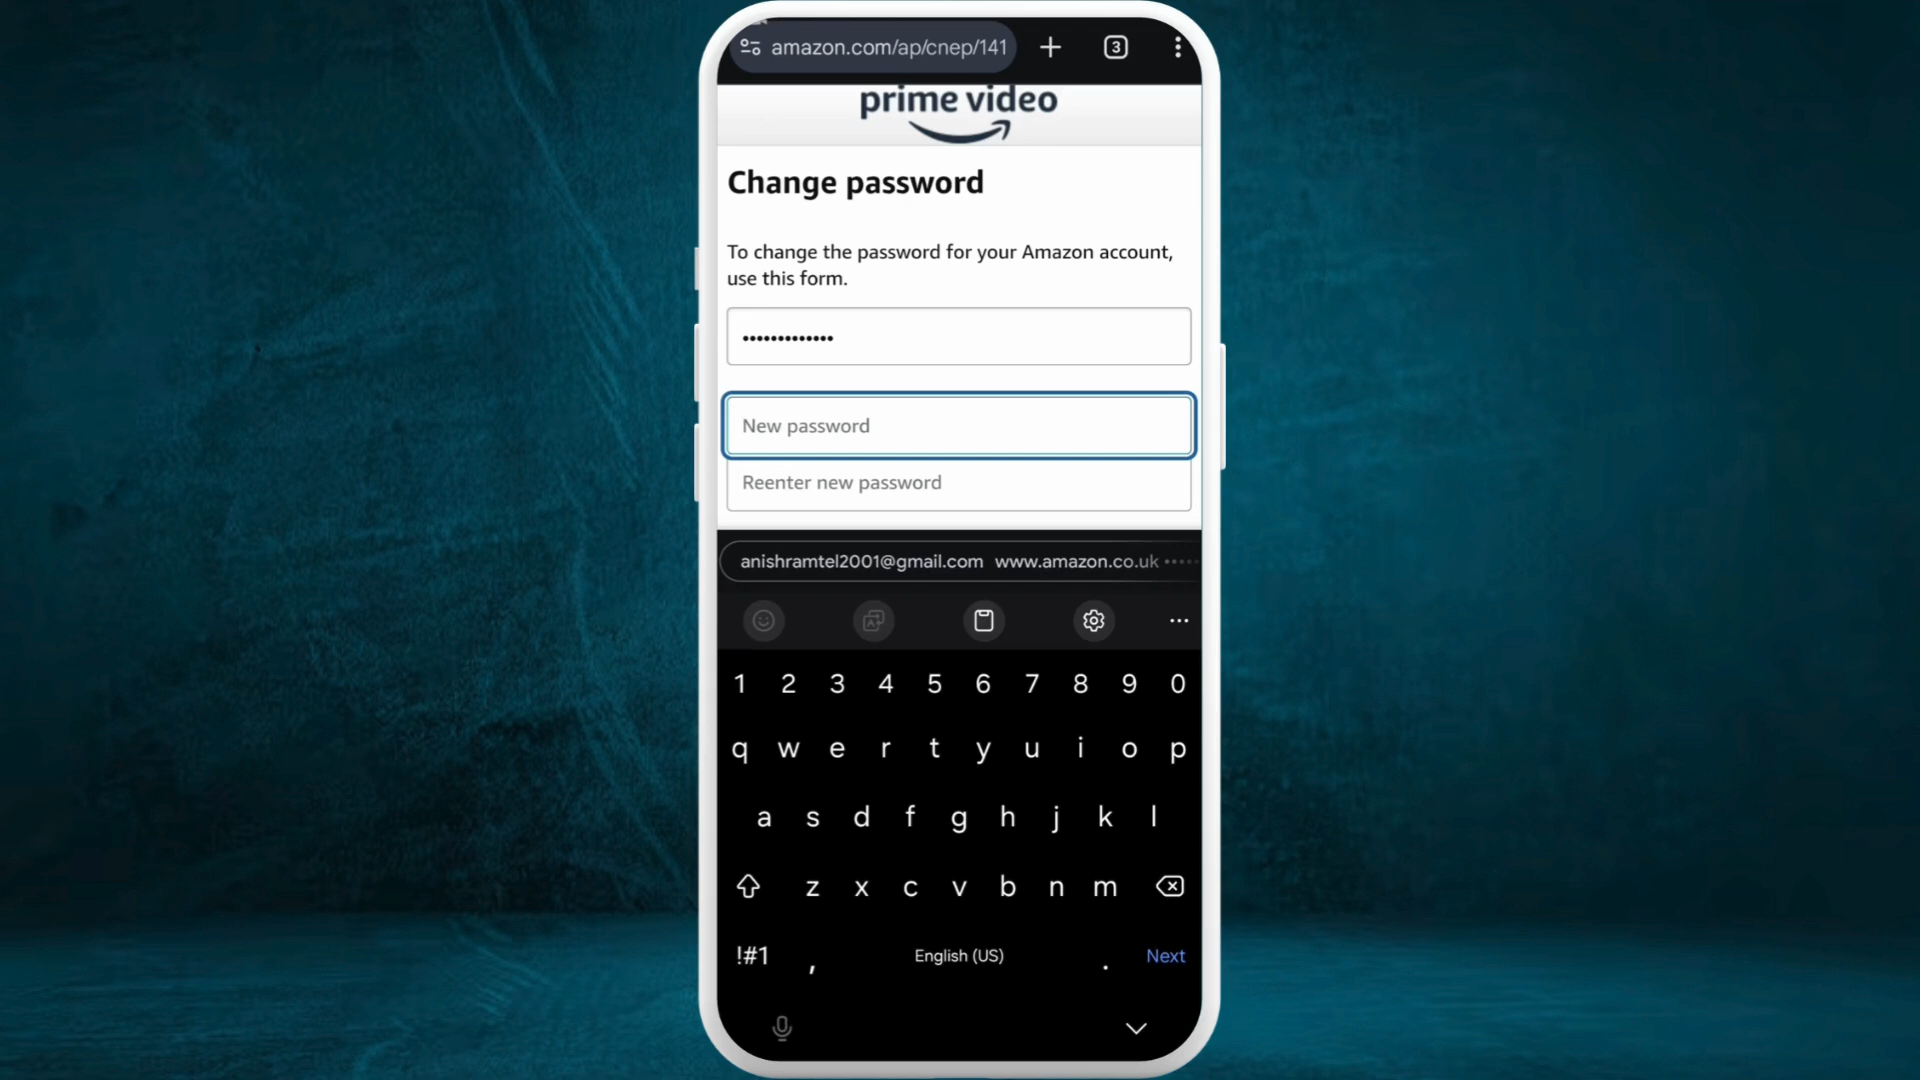 amazon.com/ap/cnep/141
3
prime video
Change password
To change the password for your Amazon account,
use this form.
•••••••••••••
New password
Reenter new password
anishramtel2001@gmail.com www.amazon.co.uk •••••
1 2 3 4 5 6 7 8 9 0
q w e r t y u i o p
a s d f g h j k l
z x c v b n m
!#1 , English (US) . Next